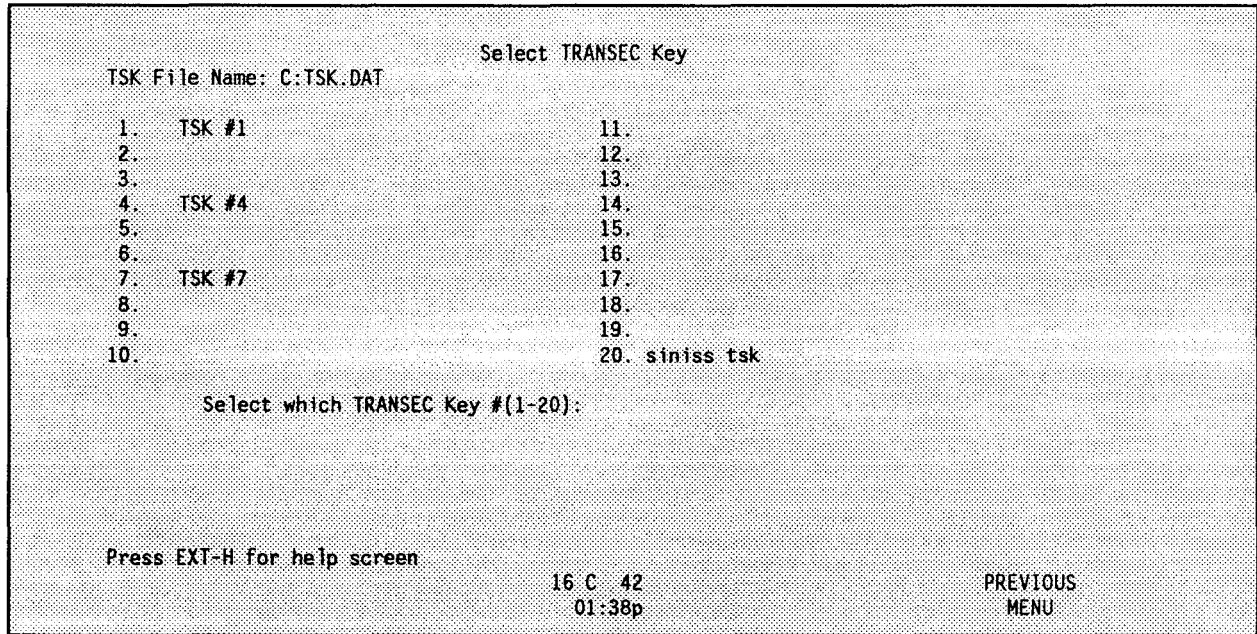 Select TRANSEC Key
TSK File Name: C:TSK.DAT
1. TSK #1 11.
2. 12.
3. 13.
4. TSK #4 14.
5. 15.
6. 16.
7. TSK #7 17.
8. 18.
9. 19.
10. 20. siniss tsk
Select which TRANSEC Key #(1-20):
Press EXT-H for help screen
16 C 42 PREVIOUS
01:38p MENU